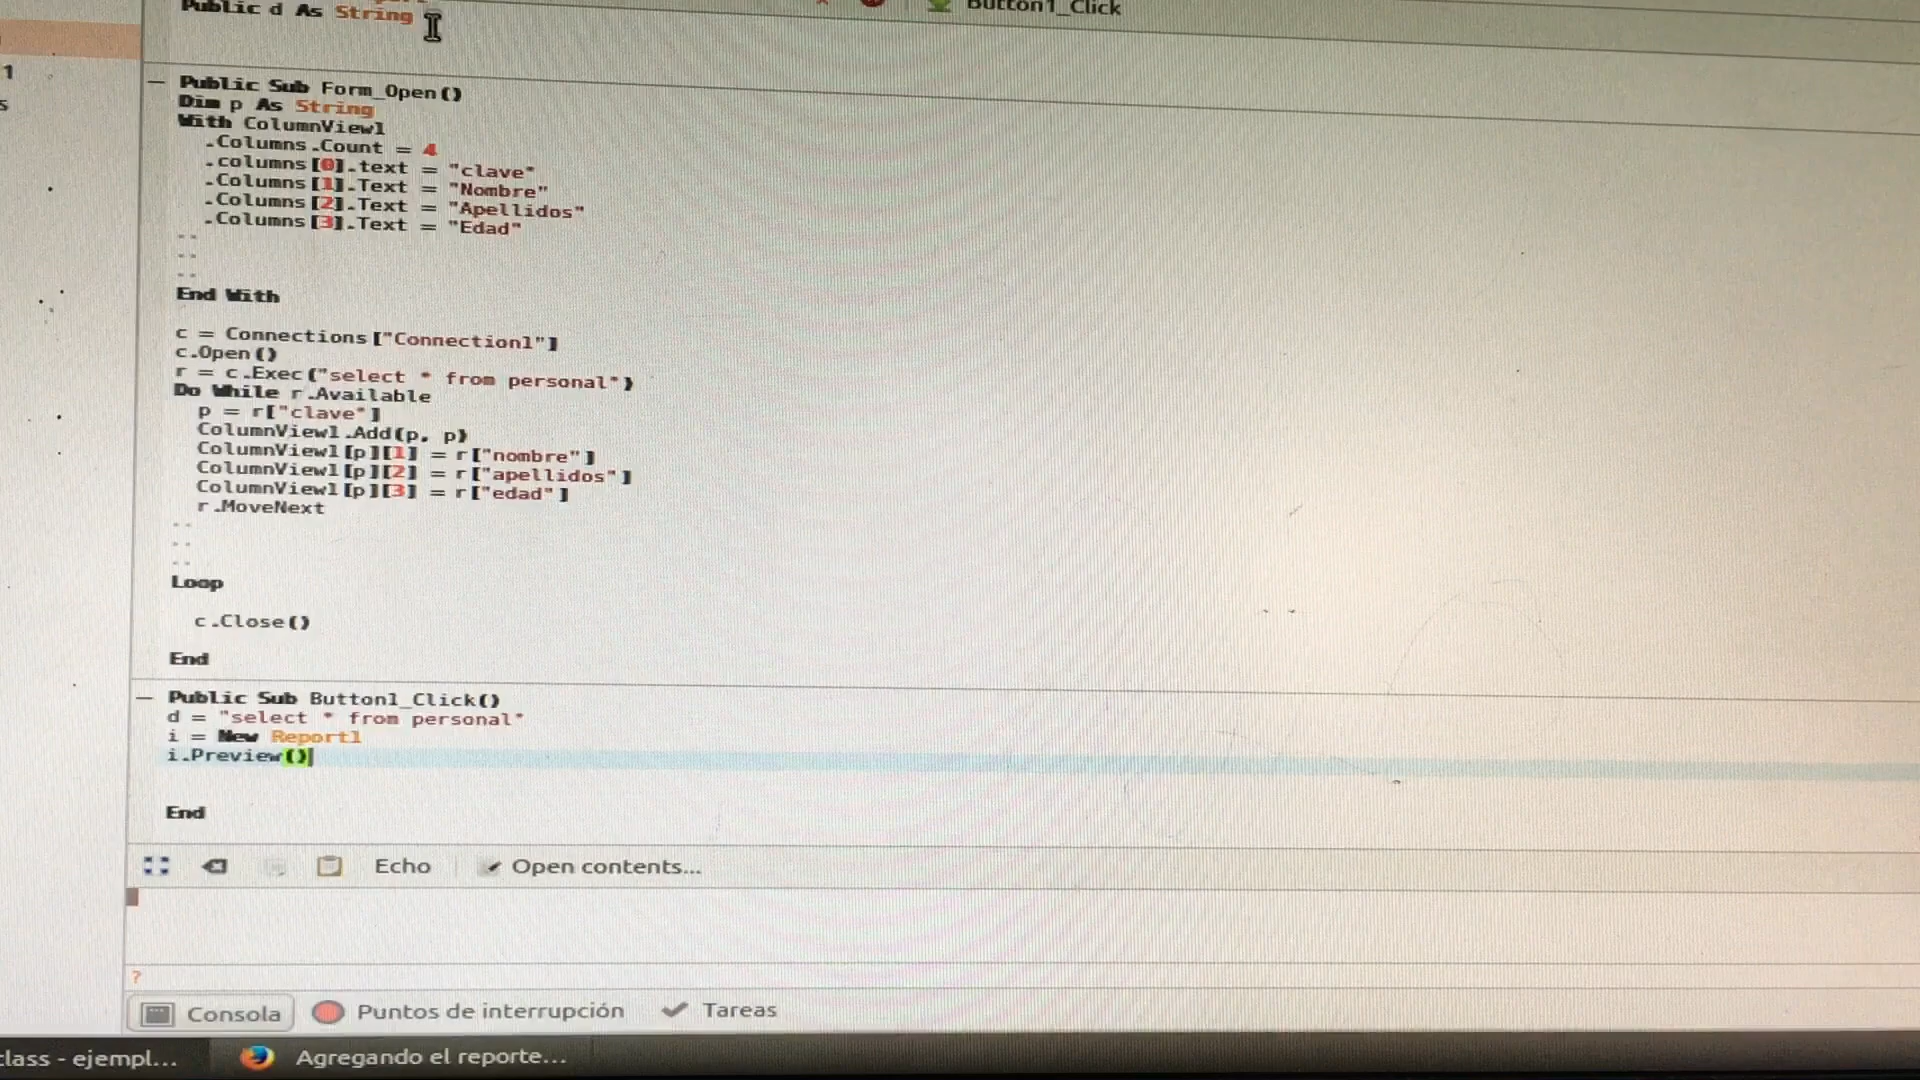 Public d As String
Button1_Click
1
s
Public Sub Form_Open()
Dim p As String
With ColumnView1
.Columns.Count = 4
.columns[0].text = "clave"
.Columns[1].Text = "Nombre"
.Columns[2].Text = "Apellidos"
.Columns[3].Text = "Edad"
End With
c = Connections["Connection1"]
c.Open()
r = c.Exec("select * from personal")
Do While r.Available
p = r["clave"]
ColumnView1.Add(p, p)
ColumnView1[p][1] = r["nombre"]
ColumnView1[p][2] = r["apellidos"]
ColumnView1[p][3] = r["edad"]
r.MoveNext
Loop
c.Close()
End
Public Sub Button1_Click()
d = "select * from personal"
i = New Report1
i.Preview()
End
Echo Open contents...
?
Consola Puntos de interrupción Tareas
class - ejempl... Agregando el reporte...